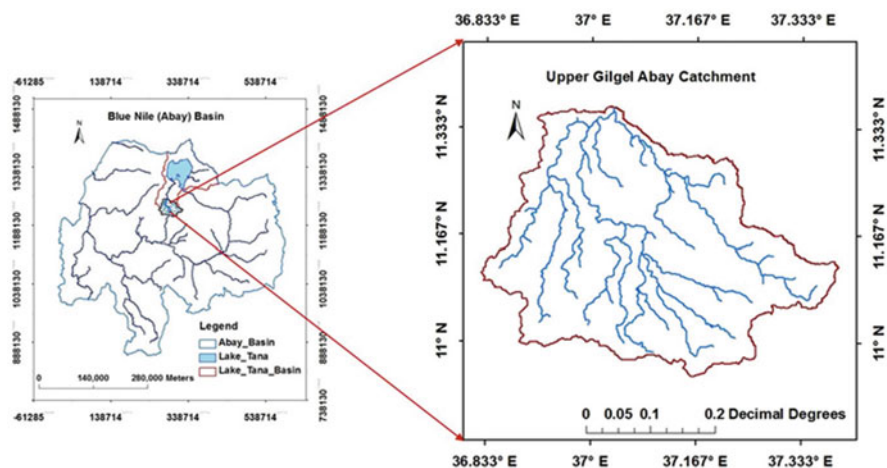 -61285 138714 338714 538714
Blue Nile (Abay) Basin
N
1488130
1338130
1188130
1038130
888130
1488130
1338130
1188130
1038130
888130
738130
Legend
Abay_Basin
Lake_Tana
Lake_Tana_Basin
0 140,000 280,000 Meters
-61285 138714 338714 538714
36.833° E 37° E 37.167° E 37.333° E
Upper Gilgel Abay Catchment
N
11.333° N
11.167° N
11° N
11.333° N
11.167° N
11° N
0 0.05 0.1 0.2 Decimal Degrees
36.833° E 37° E 37.167° E 37.333° E